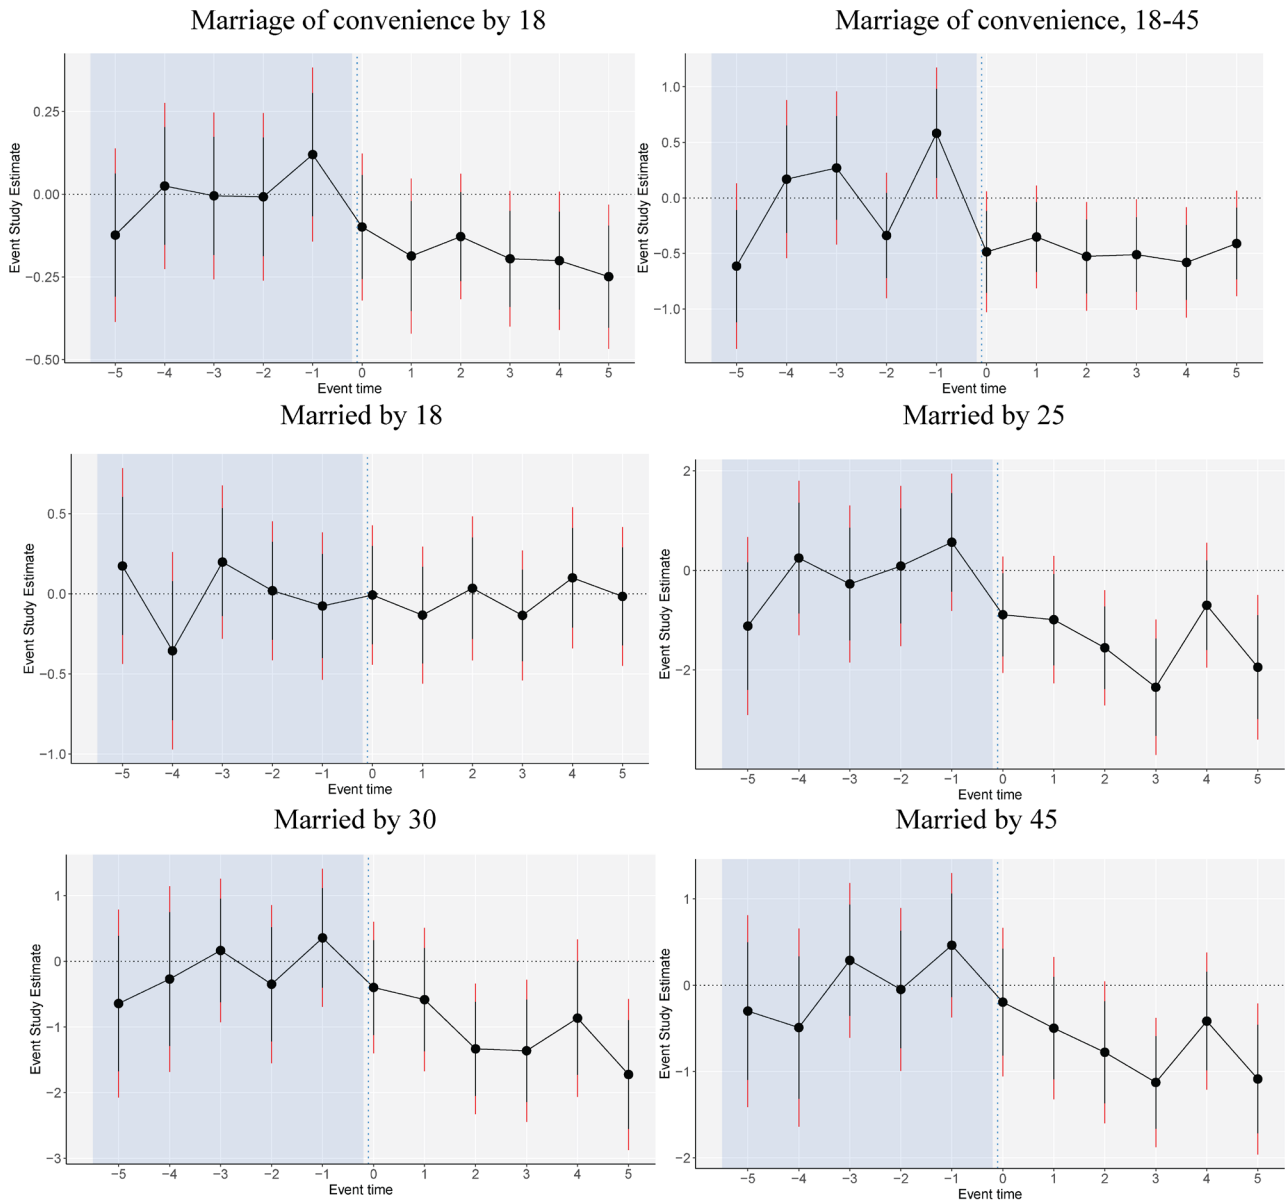 Marriage of convenience by 18
Event Study Estimate
0.25
0.00
−0.25
−0.50
−5 −4 −3 −2 −1 0 1 2 3 4 5
Event time
Marriage of convenience, 18-45
Event Study Estimate
1.0
0.5
0.0
−0.5
−1.0
−5 −4 −3 −2 −1 0 1 2 3 4 5
Event time
Married by 18
Event Study Estimate
0.5
0.0
−0.5
−1.0
−5 −4 −3 −2 −1 0 1 2 3 4 5
Event time
Married by 25
Event Study Estimate
2
0
−2
−5 −4 −3 −2 −1 0 1 2 3 4 5
Event time
Married by 30
Event Study Estimate
1
0
−1
−2
−3
−5 −4 −3 −2 −1 0 1 2 3 4 5
Event time
Married by 45
Event Study Estimate
1
0
−1
−2
−5 −4 −3 −2 −1 0 1 2 3 4 5
Event time